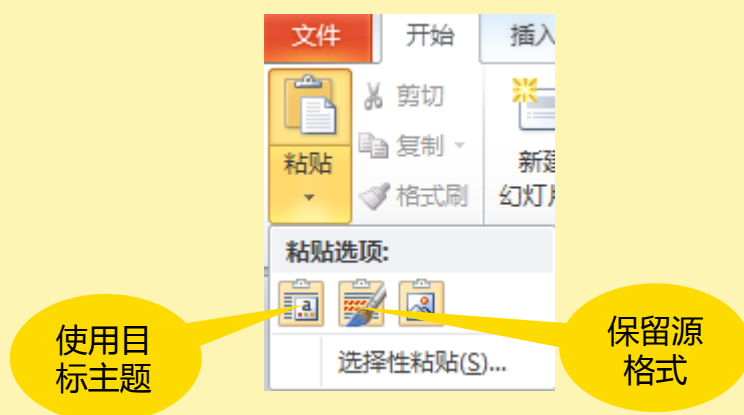 文件 开始 插入
剪切
复制
粘贴 新建
格式刷 幻灯片
粘贴选项:
a
使用目
标主题
保留源
格式
选择性粘贴(S)...